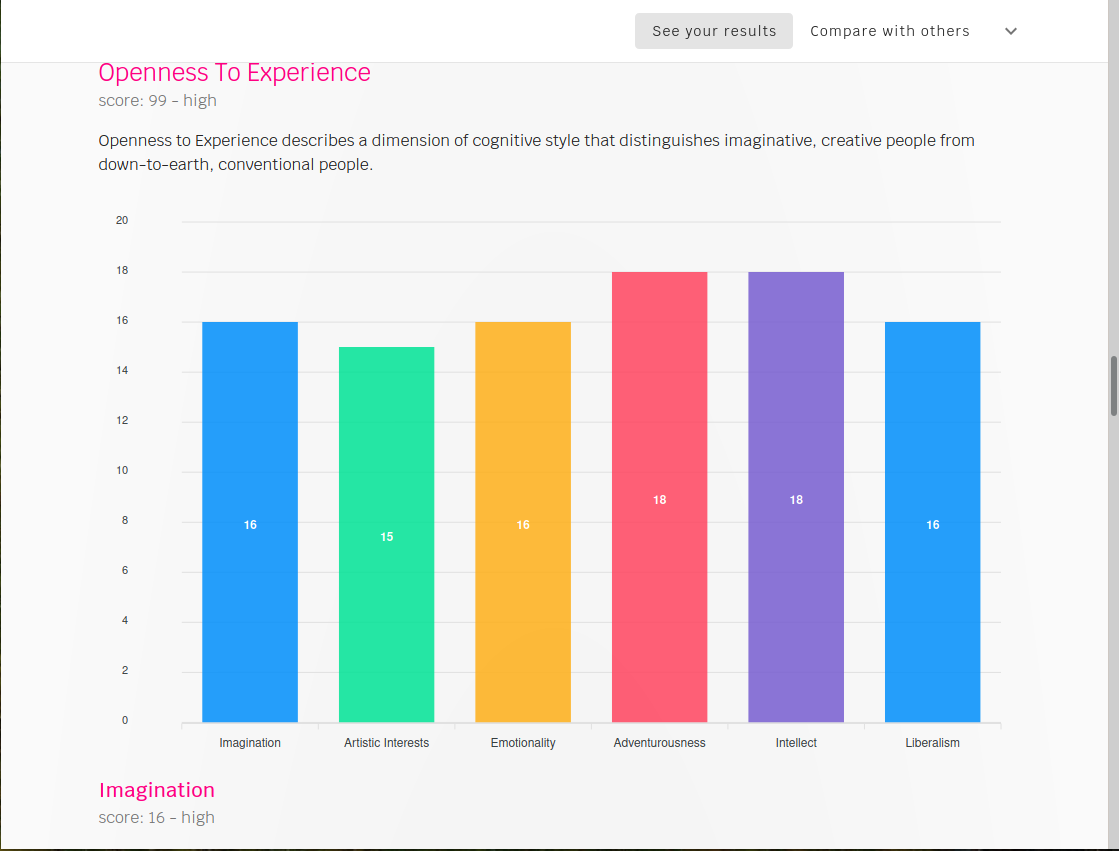 See your results Compare with others
Openness To Experience
score: 99 - high
Openness to Experience describes a dimension of cognitive style that distinguishes imaginative, creative people from
down-to-earth, conventional people.
20
18
16
14
12
10
8
6
4
2
0
16 15 16 18 18 16
Imagination Artistic Interests Emotionality Adventurousness Intellect Liberalism
Imagination
score: 16 - high